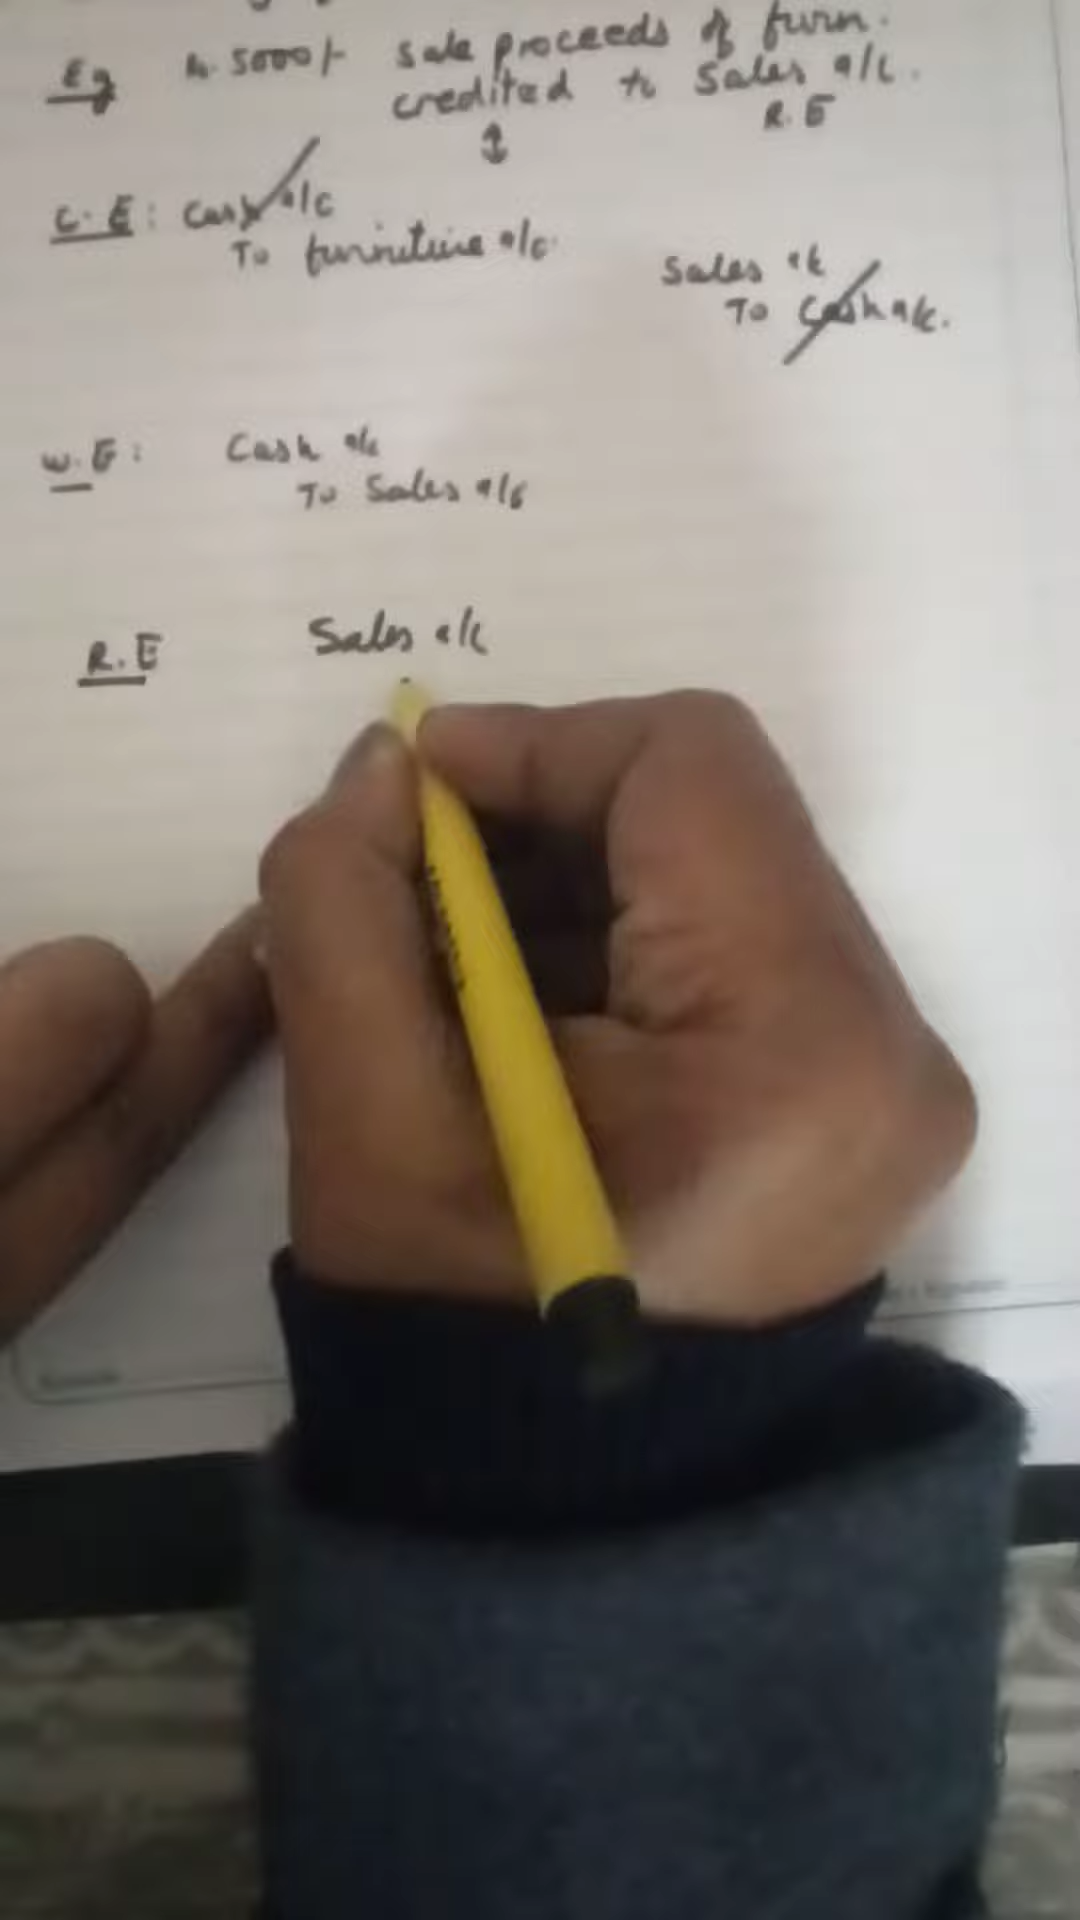 Eg Rs. 5000/- sale proceeds of furn.
credited to Sales a/c.
R.E
C.E: Cash a/c
To furniture a/c.
Sales a/c
To Cash a/c.
W.E: Cash a/c
To Sales a/c
R.E Sales a/c